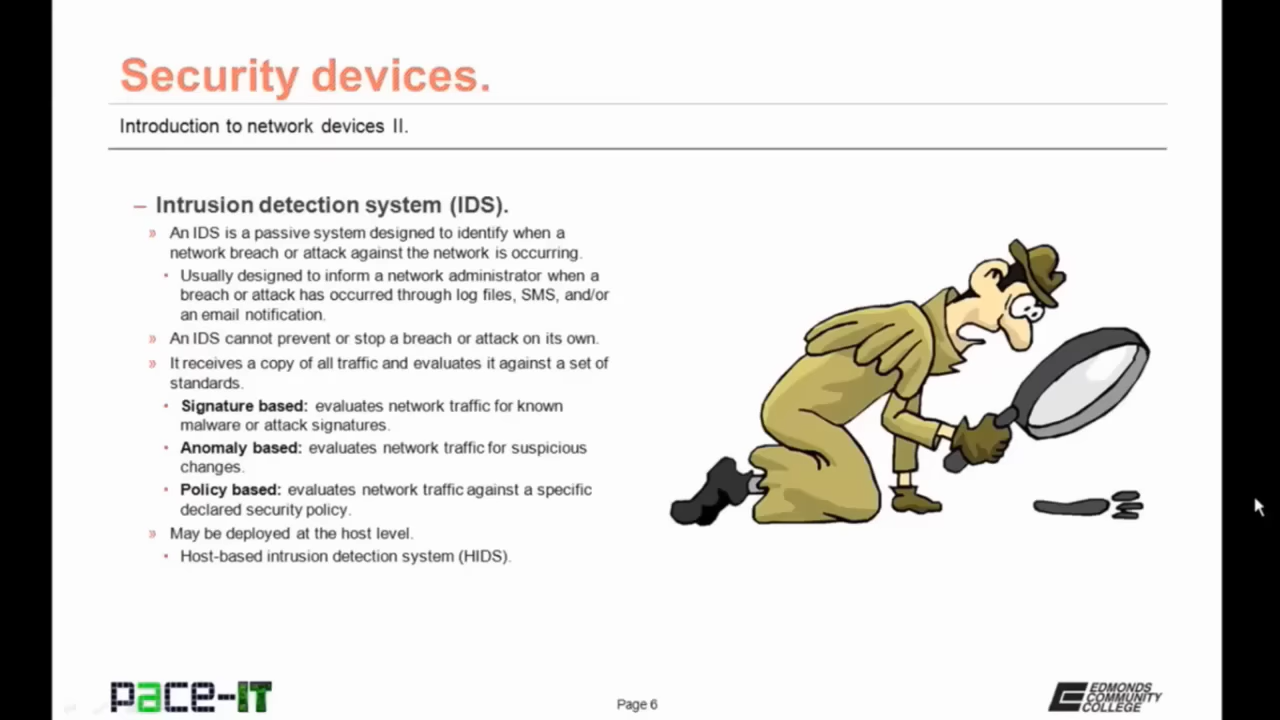 Security devices.
Introduction to network devices II.
– Intrusion detection system (IDS).
» An IDS is a passive system designed to identify when a
network breach or attack against the network is occurring.
• Usually designed to inform a network administrator when a
breach or attack has occurred through log files, SMS, and/or
an email notification.
» An IDS cannot prevent or stop a breach or attack on its own.
» It receives a copy of all traffic and evaluates it against a set of
standards.
• Signature based: evaluates network traffic for known
malware or attack signatures.
• Anomaly based: evaluates network traffic for suspicious
changes.
• Policy based: evaluates network traffic against a specific
declared security policy.
» May be deployed at the host level.
• Host-based intrusion detection system (HIDS).
pace-IT
Page 6
EDMONDS
COMMUNITY
COLLEGE